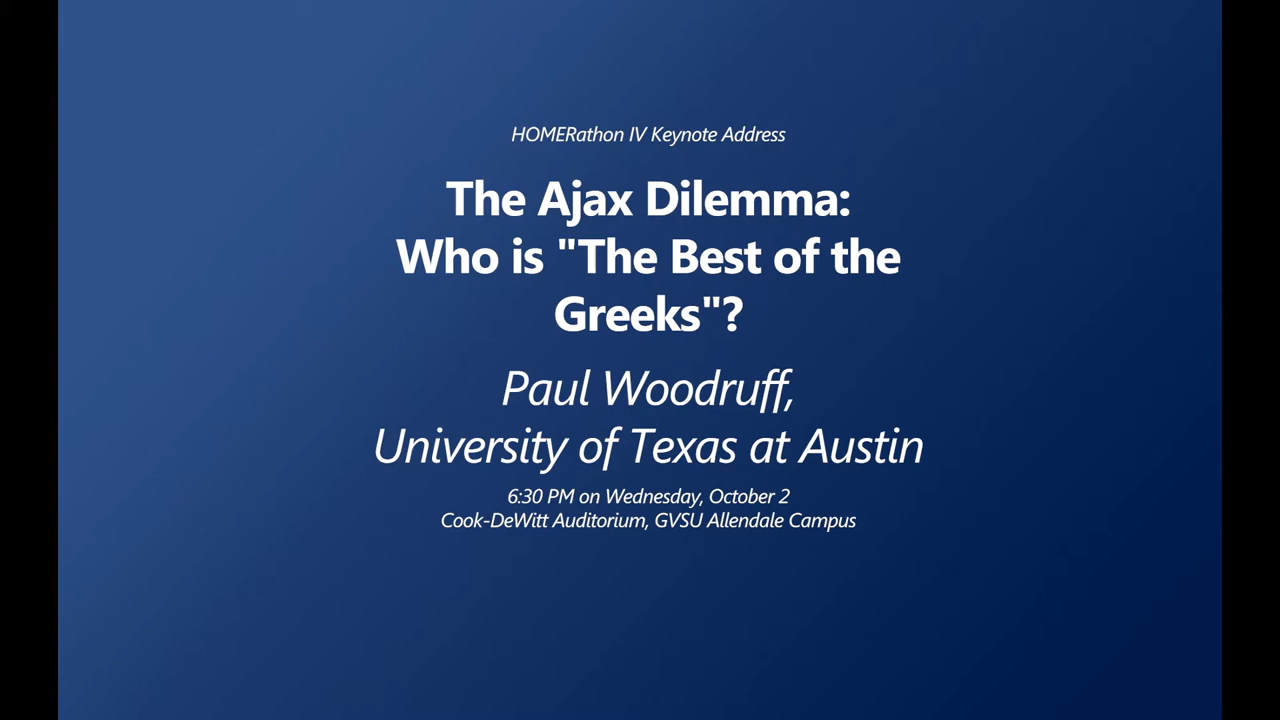 HOMERathon IV Keynote Address
The Ajax Dilemma:
Who is "The Best of the
Greeks"?
Paul Woodruff,
University of Texas at Austin
6:30 PM on Wednesday, October 2
Cook-DeWitt Auditorium, GVSU Allendale Campus